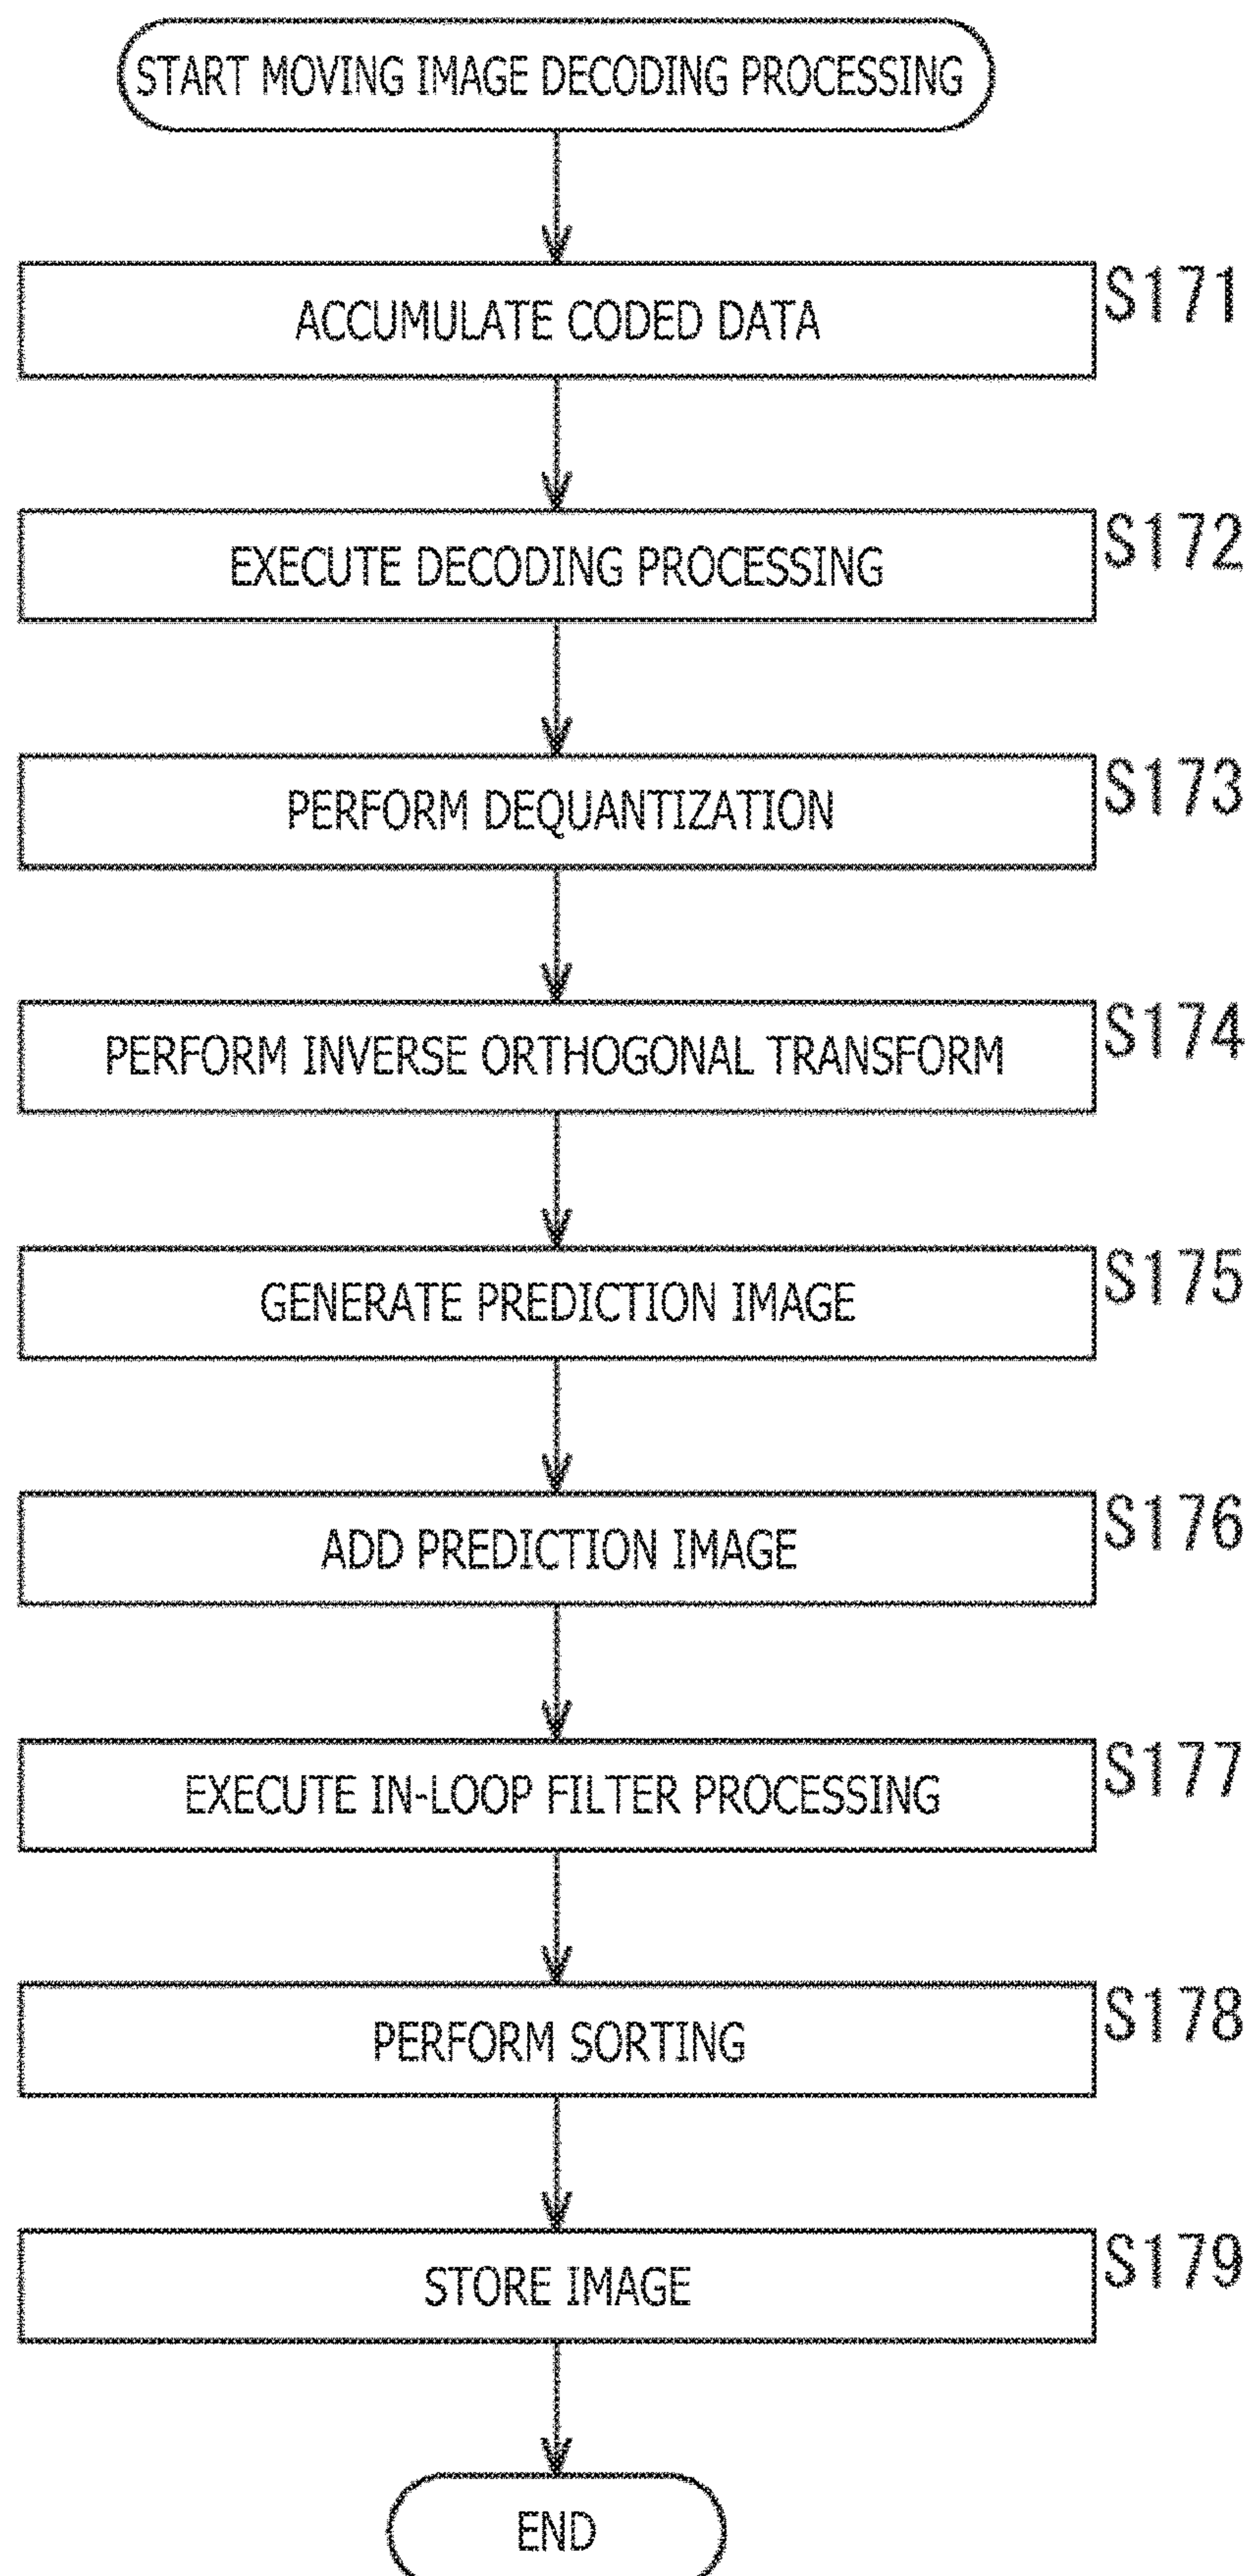 START MOVING IMAGE DECODING PROCESSING
ACCUMULATE CODED DATA
S171
EXECUTE DECODING PROCESSING
S172
PERFORM DEQUANTIZATION
S173
PERFORM INVERSE ORTHOGONAL TRANSFORM
S174
GENERATE PREDICTION IMAGE
S175
ADD PREDICTION IMAGE
S176
EXECUTE IN-LOOP FILTER PROCESSING
S177
PERFORM SORTING
S178
STORE IMAGE
S179
END